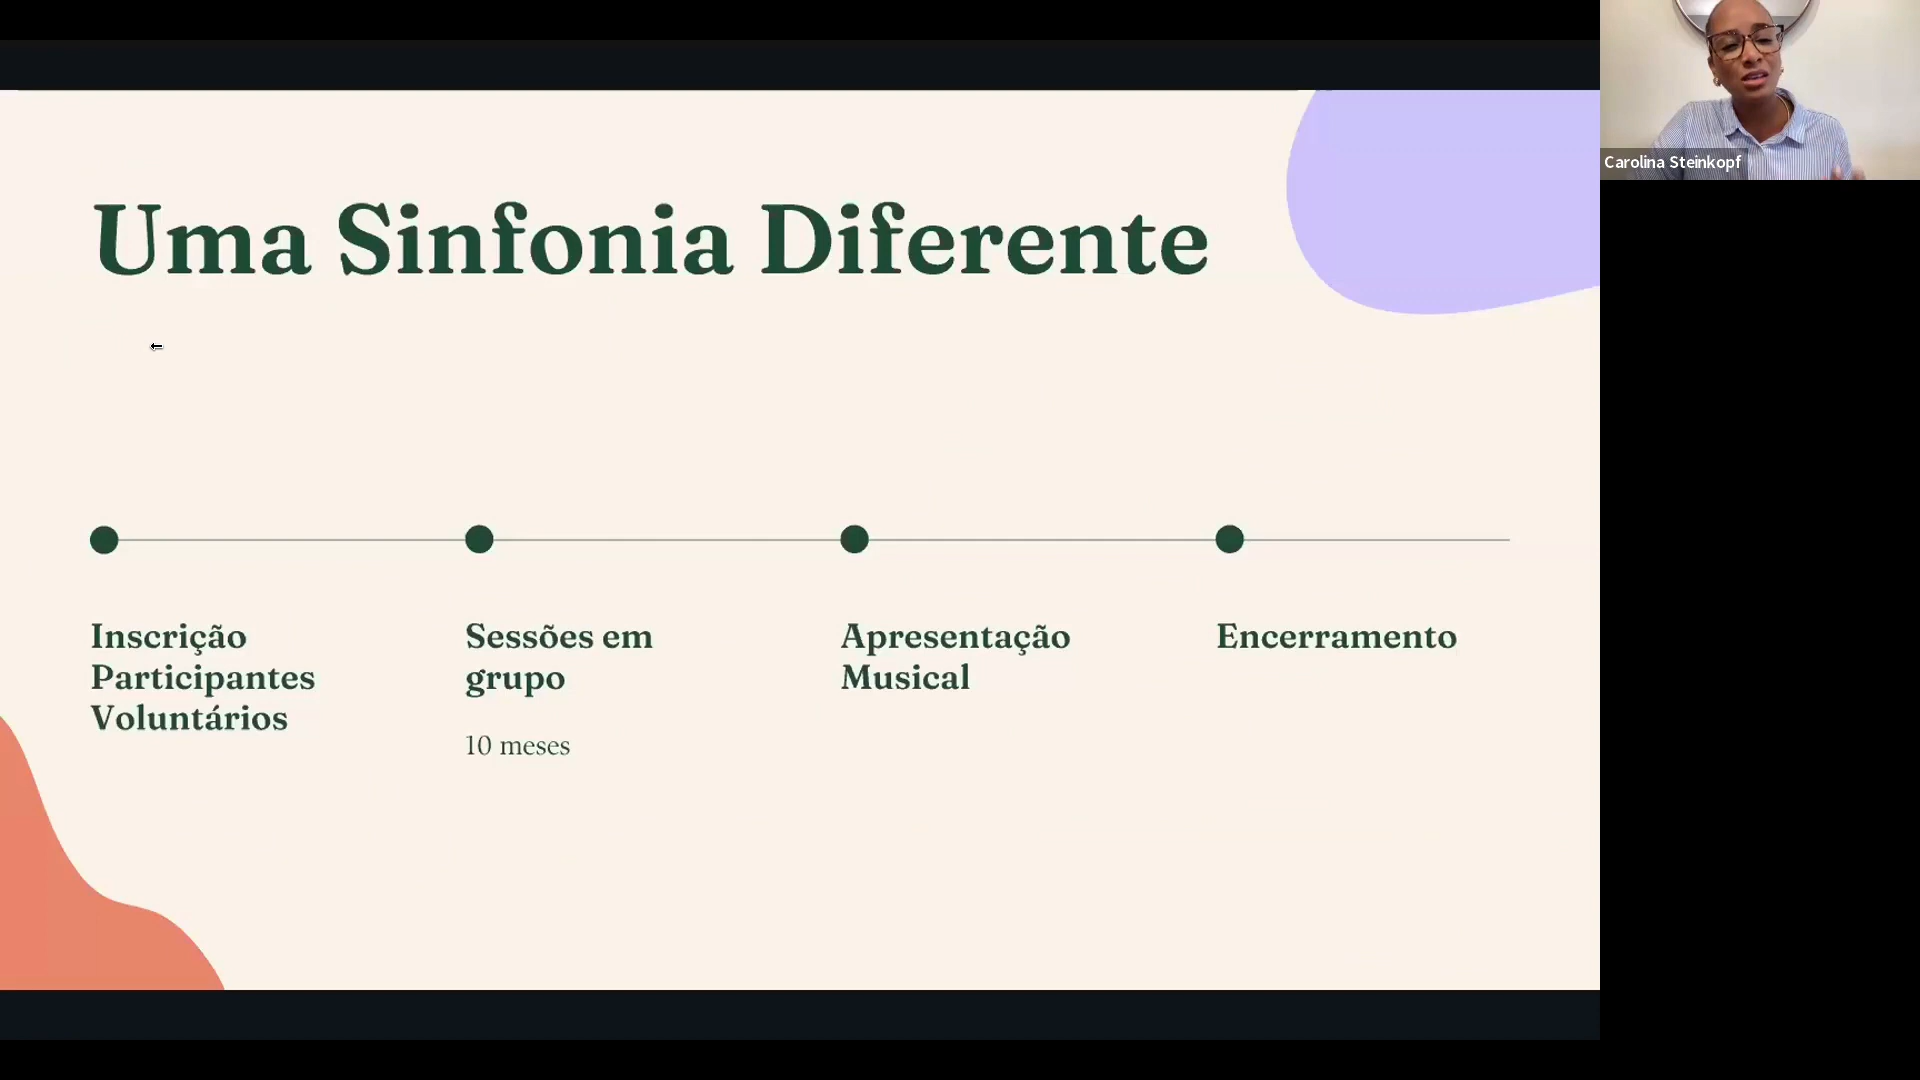 Uma Sinfonia Diferente
Inscrição
Participantes
Voluntários
Sessões em
grupo
10 meses
Apresentação
Musical
Encerramento
Carolina Steinkopf